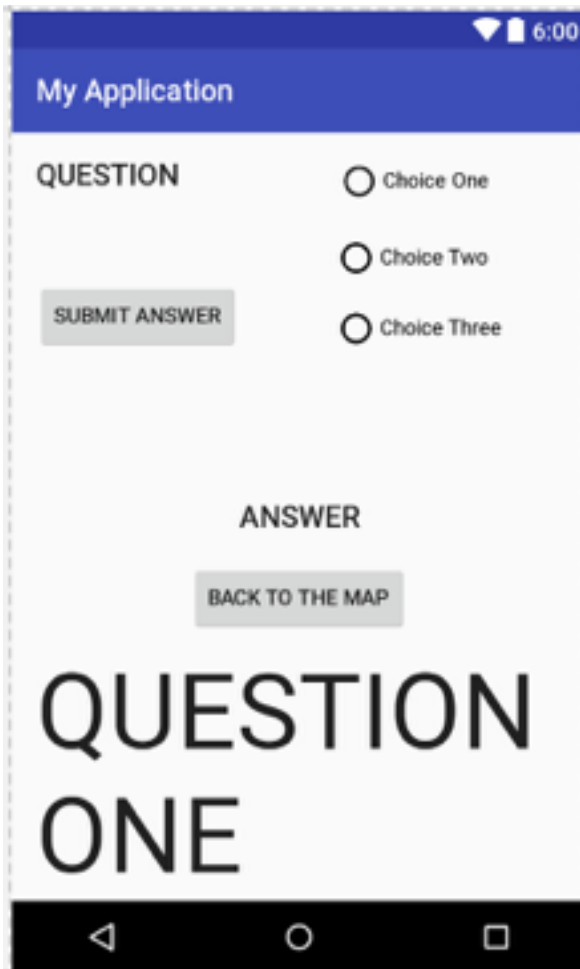 6:00
My Application
QUESTION
Choice One
Choice Two
SUBMIT ANSWER
Choice Three
ANSWER
BACK TO THE MAP
QUESTION
ONE